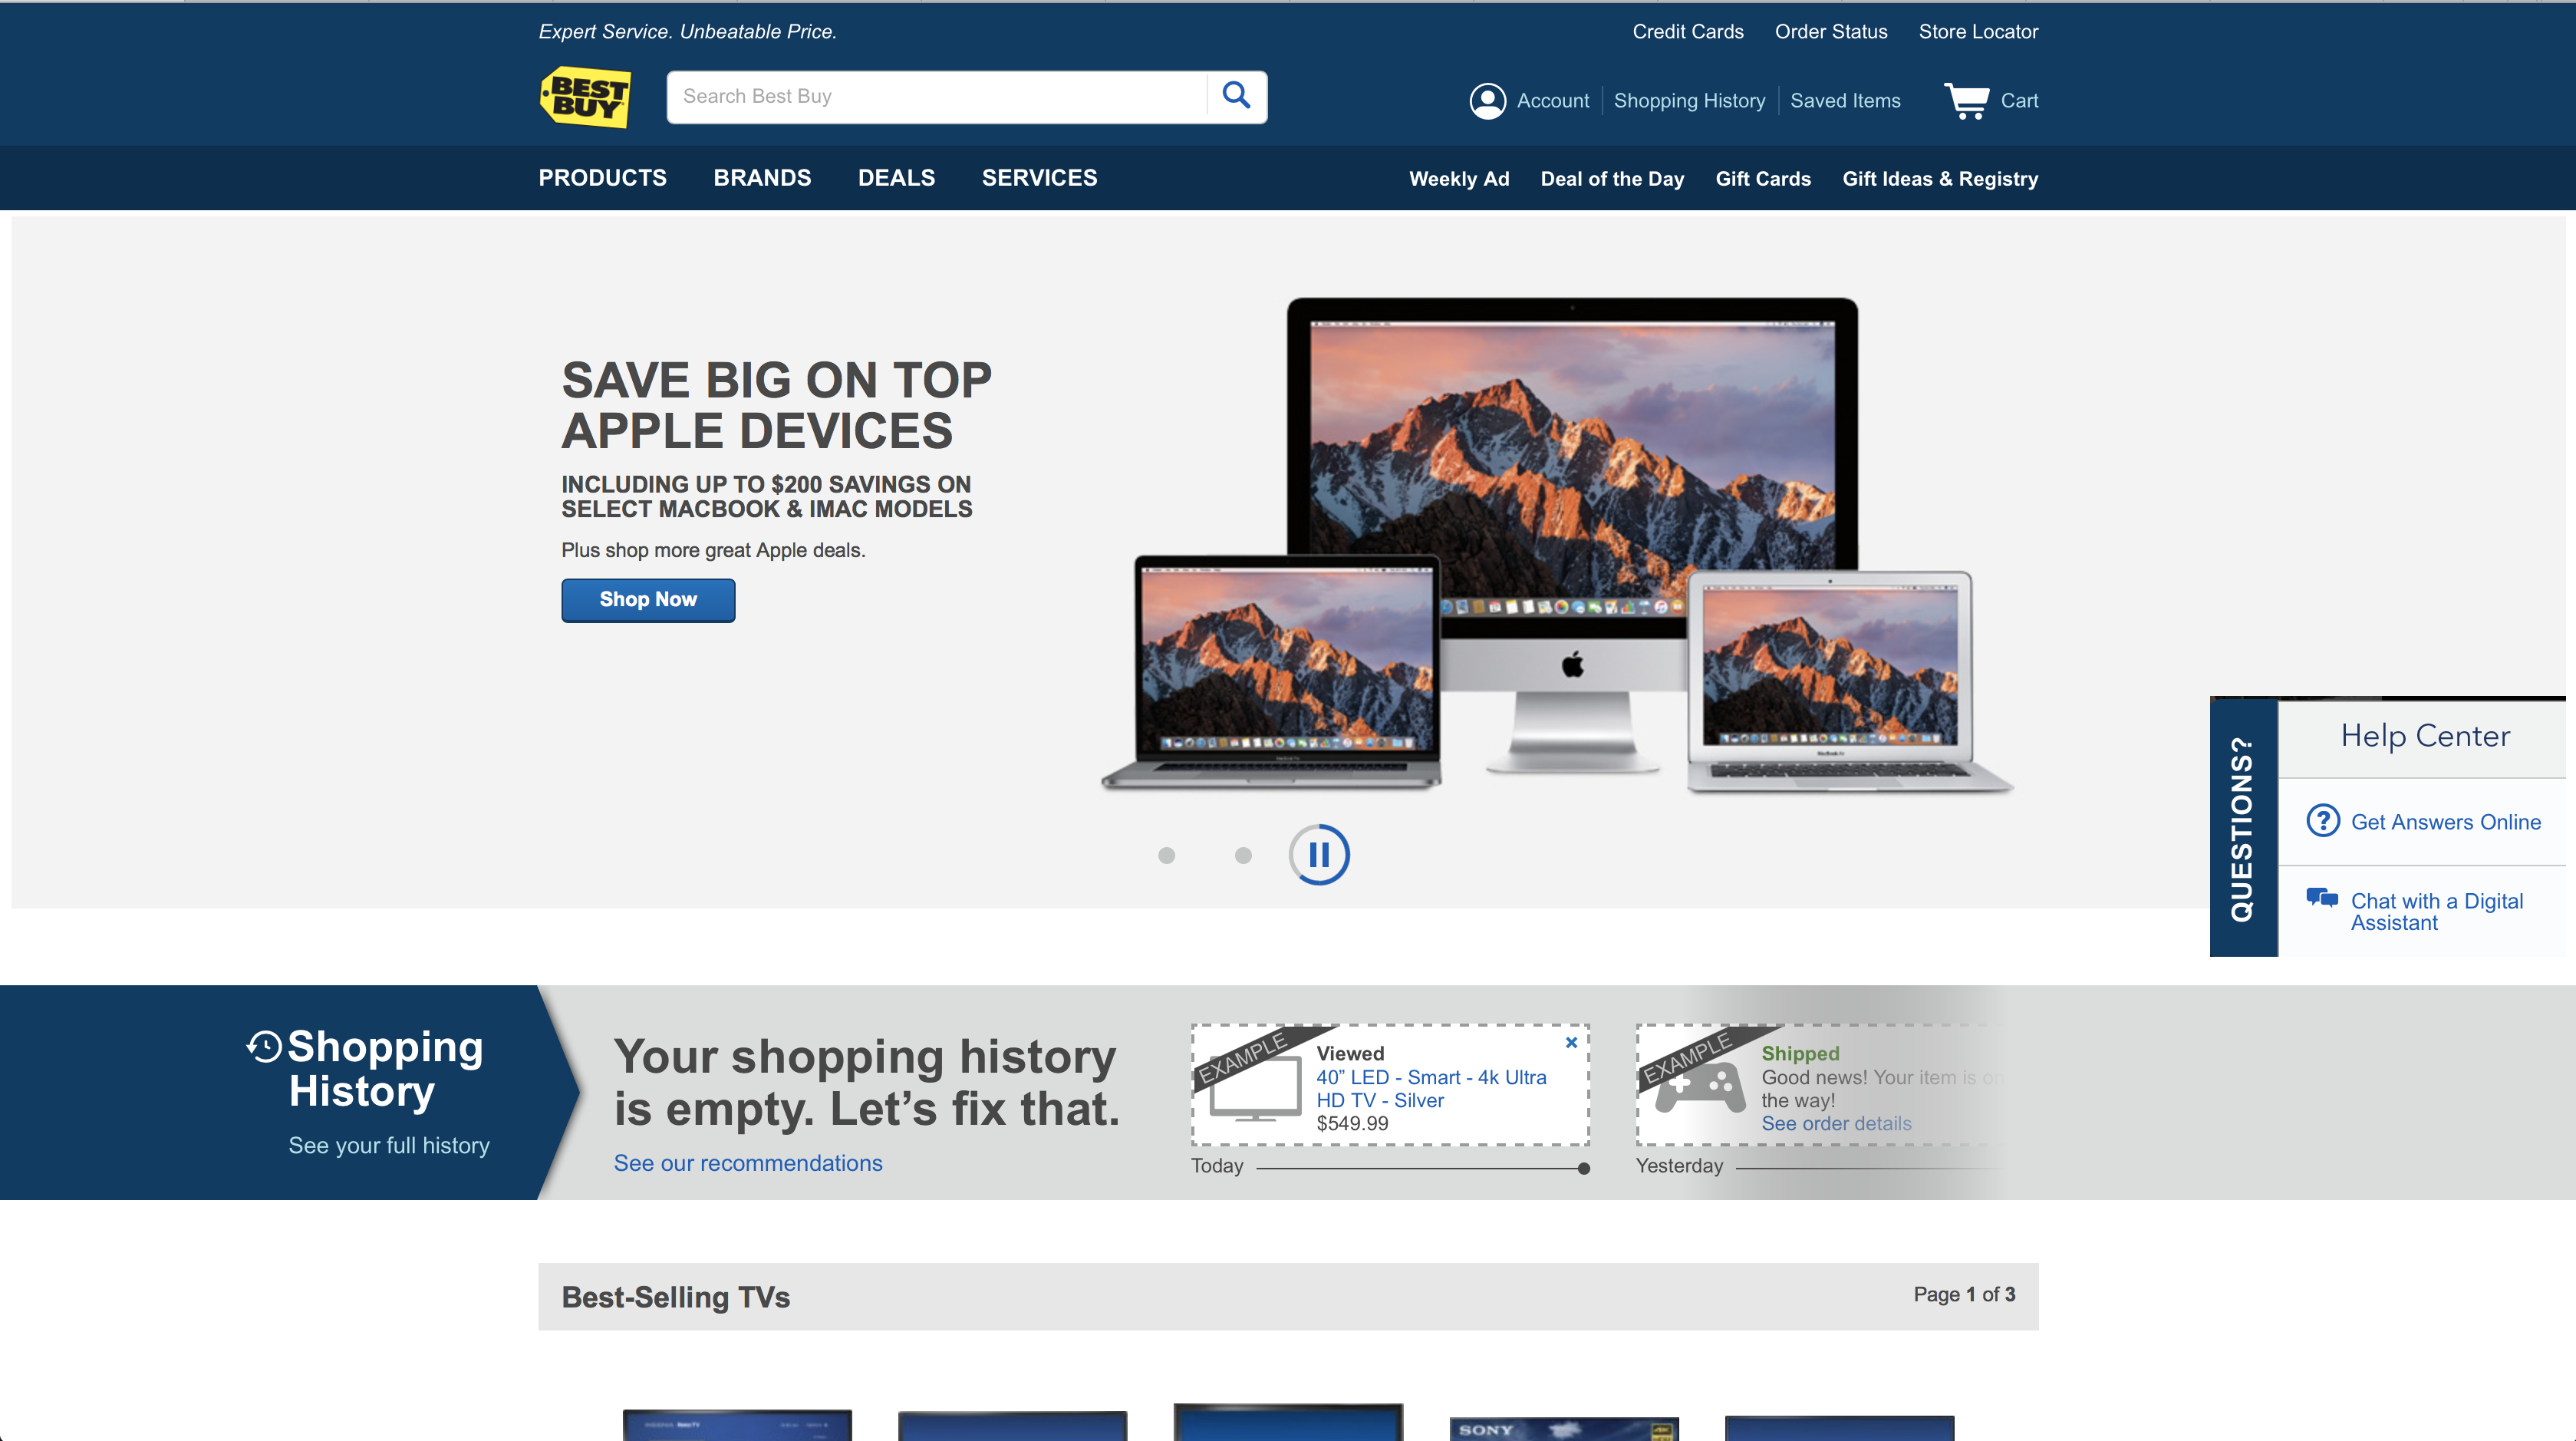 Expert Service. Unbeatable Price.
Credit Cards
Order Status
Store Locator
BEST
BUY
Search Best Buy
Account
Shopping History
Saved Items
Cart
PRODUCTS
BRANDS
DEALS
SERVICES
Weekly Ad
Deal of the Day
Gift Cards
Gift Ideas & Registry
SAVE BIG ON TOP
APPLE DEVICES
INCLUDING UP TO $200 SAVINGS ON
SELECT MACBOOK & IMAC MODELS
Plus shop more great Apple deals.
Shop Now
QUESTIONS?
Help Center
Get Answers Online
Chat with a Digital
Assistant
Shopping
History
See your full history
Your shopping history
is empty. Let’s fix that.
See our recommendations
EXAMPLE
Viewed
40” LED - Smart - 4k Ultra
HD TV - Silver
$549.99
Today
EXAMPLE
Shipped
Good news! Your item is on
the way!
See order details
Yesterday
Best-Selling TVs
Page 1 of 3
SONY